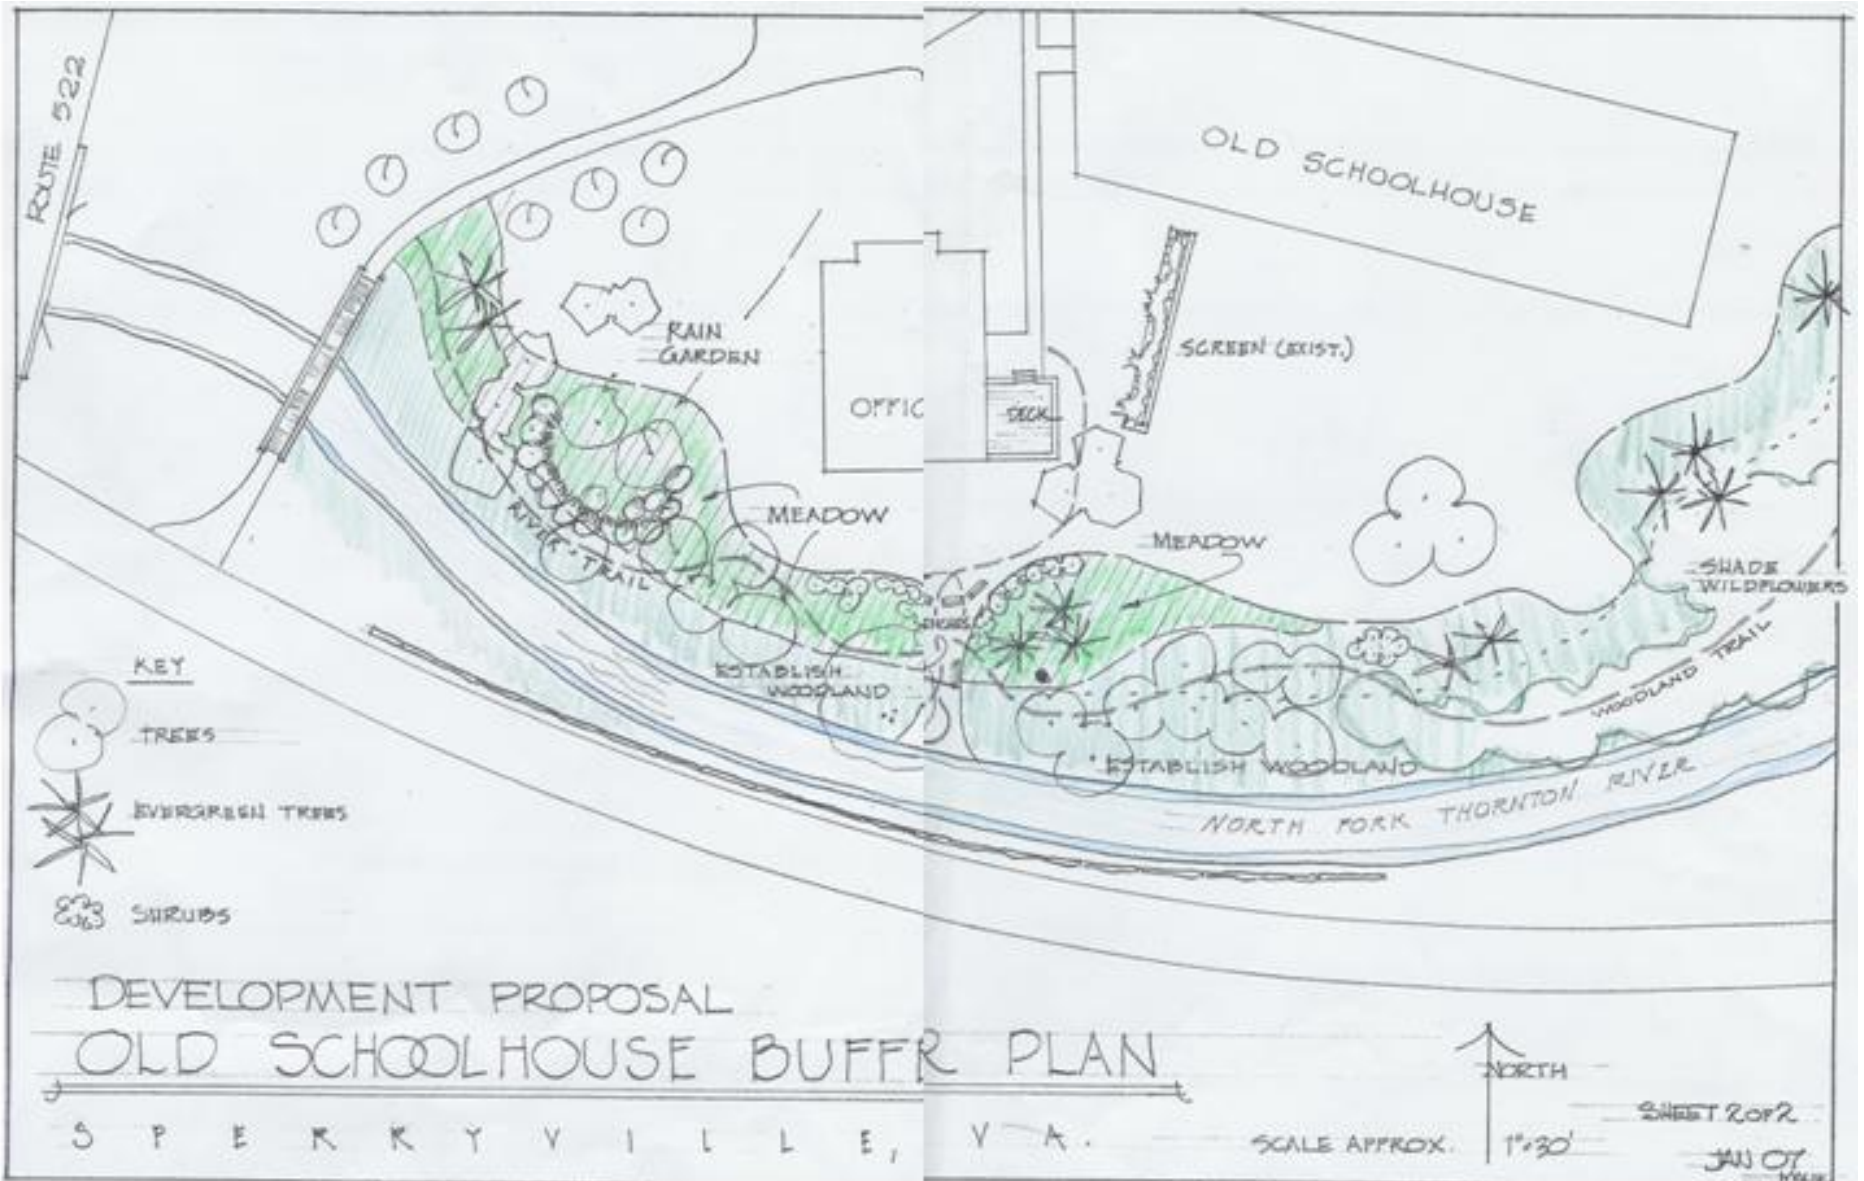 ROUTE 522
OLD SCHOOLHOUSE
RAIN
GARDEN
SCREEN (EXIST.)
OFFIC
DECK
RIVER TRAIL
MEADOW
MEADOW
SHADE
WILDFLOWERS
ESTABLISH
WOODLAND
WOODLAND TRAIL
ESTABLISH WOODLAND
NORTH FORK THORNTON RIVER
KEY
TREES
EVERGREEN TREES
SHRUBS
DEVELOPMENT PROPOSAL
OLD SCHOOLHOUSE BUFFR PLAN
SPERRYVILLE, VA.
NORTH
SCALE APPROX. 1"=30'
SHEET 2 OF 2
JAN 07